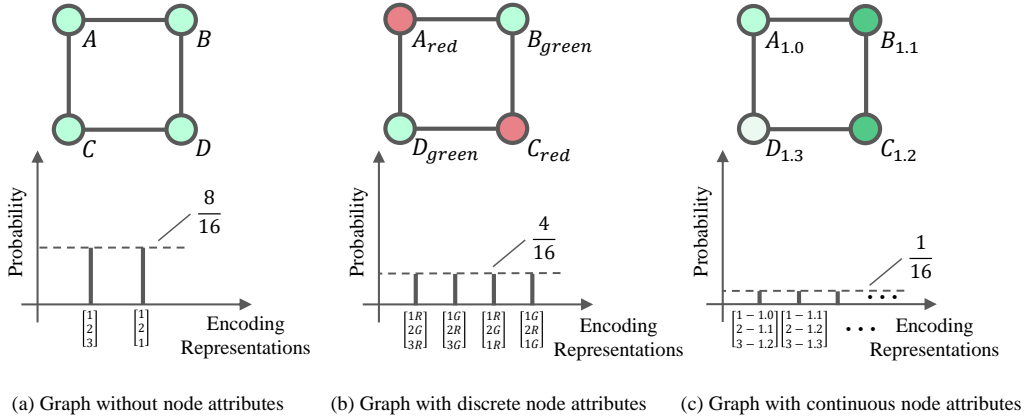 A B
C D
Probability
8
16
1 1
2 2
3 1
Encoding
Representations
(a) Graph without node attributes
A_red B_green
D_green C_red
Probability
4
16
1R 1G 1R 1G
2G 2R 2G 2R
3R 3G 1R 1G
Encoding
Representations
(b) Graph with discrete node attributes
A_1.0 B_1.1
D_1.3 C_1.2
Probability
1
16
...
1 − 1.0 1 − 1.1
2 − 1.1 2 − 1.2
3 − 1.2 3 − 1.3
...
Encoding
Representations
(c) Graph with continuous node attributes